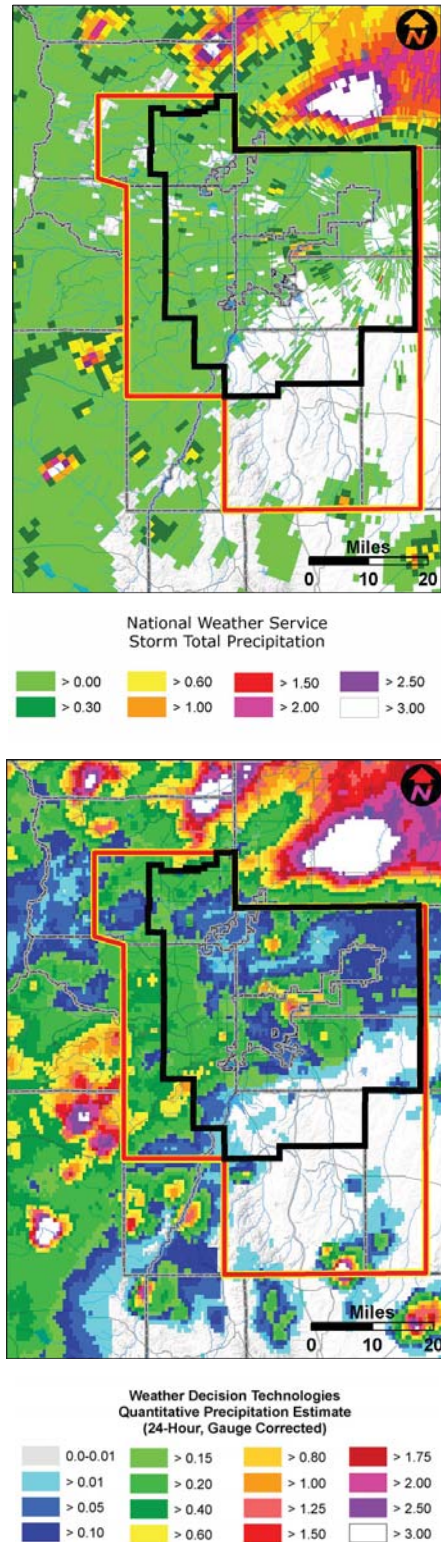 N
Miles
0 10 20
National Weather Service
Storm Total Precipitation
> 0.00 > 0.60 > 1.50 > 2.50
> 0.30 > 1.00 > 2.00 > 3.00
N
Miles
0 10 20
Weather Decision Technologies
Quantitative Precipitation Estimate
(24-Hour, Gauge Corrected)
0.0-0.01 > 0.15 > 0.80 > 1.75
> 0.01 > 0.20 > 1.00 > 2.00
> 0.05 > 0.40 > 1.25 > 2.50
> 0.10 > 0.60 > 1.50 > 3.00